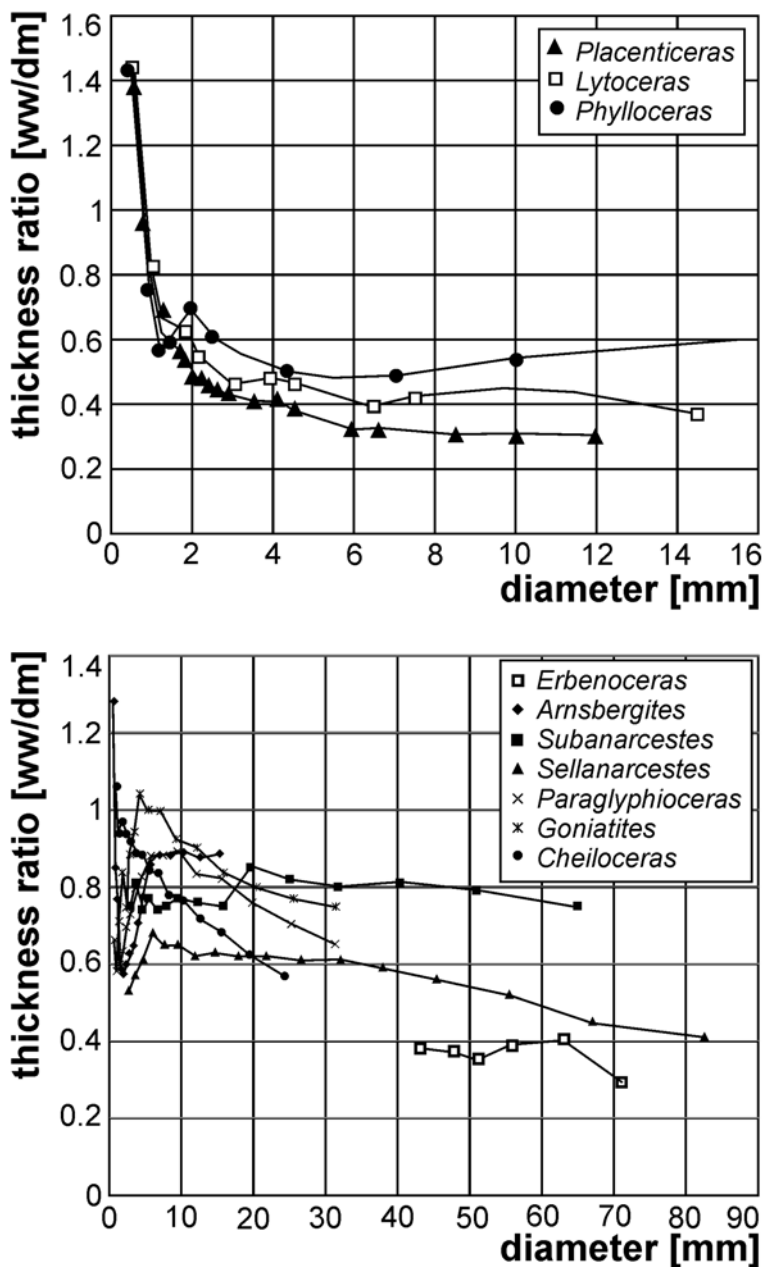 thickness ratio [ww/dm]
1.6
1.4
1.2
1
0.8
0.6
0.4
0.2
0
Placenticeras
Lytoceras
Phylloceras
0 2 4 6 8 10 12 14 16
diameter [mm]
thickness ratio [ww/dm]
1.4
1.2
1
0.8
0.6
0.4
0.2
0
Erbenoceras
Arnsbergites
Subanarcestes
Sellanarcestes
Paraglyphioceras
Goniatites
Cheiloceras
0 10 20 30 40 50 60 70 80 90
diameter [mm]